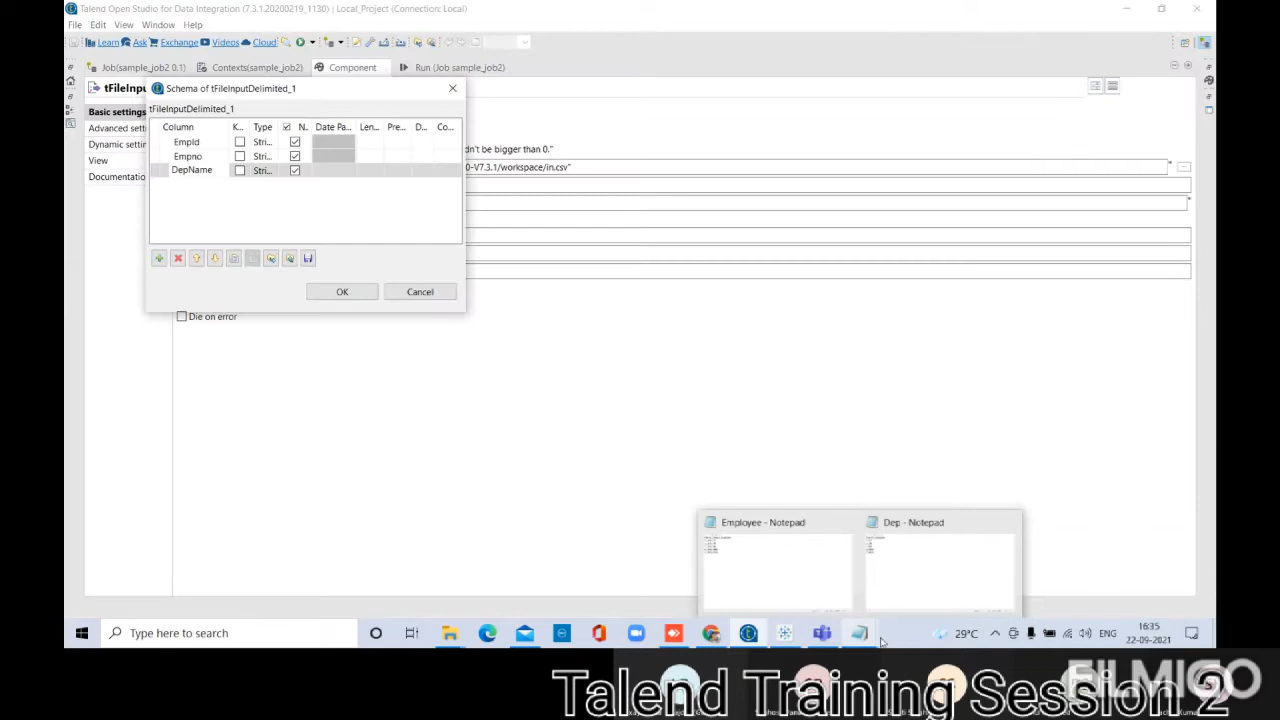 Talend Open Studio for Data Integration (7.3.1.20200219_1130) | Local_Project (Connection: Local)
File Edit View Window Help
Learn Ask Exchange Videos Cloud
Job(sample_job2 0.1) Contexts(sample_job2) Component Run (Job sample_job2)
tFileInpu
Schema of tFileInputDelimited_1
tFileInputDelimited_1
Basic settings
Advanced setti
Dynamic settin
View
Documentatio
Column K... Type N.. Date Pa... Len... Pre... D... Co...
EmpId Stri...
Empno Stri...
DepName Stri...
dn't be bigger than 0."
0-V7.3.1/workspace/in.csv" *
*
OK Cancel
Die on error
Employee - Notepad Dep - Notepad
Type here to search
29°C ENG 16:35
22-09-2021
FILMIGO
Talend Training Session 2